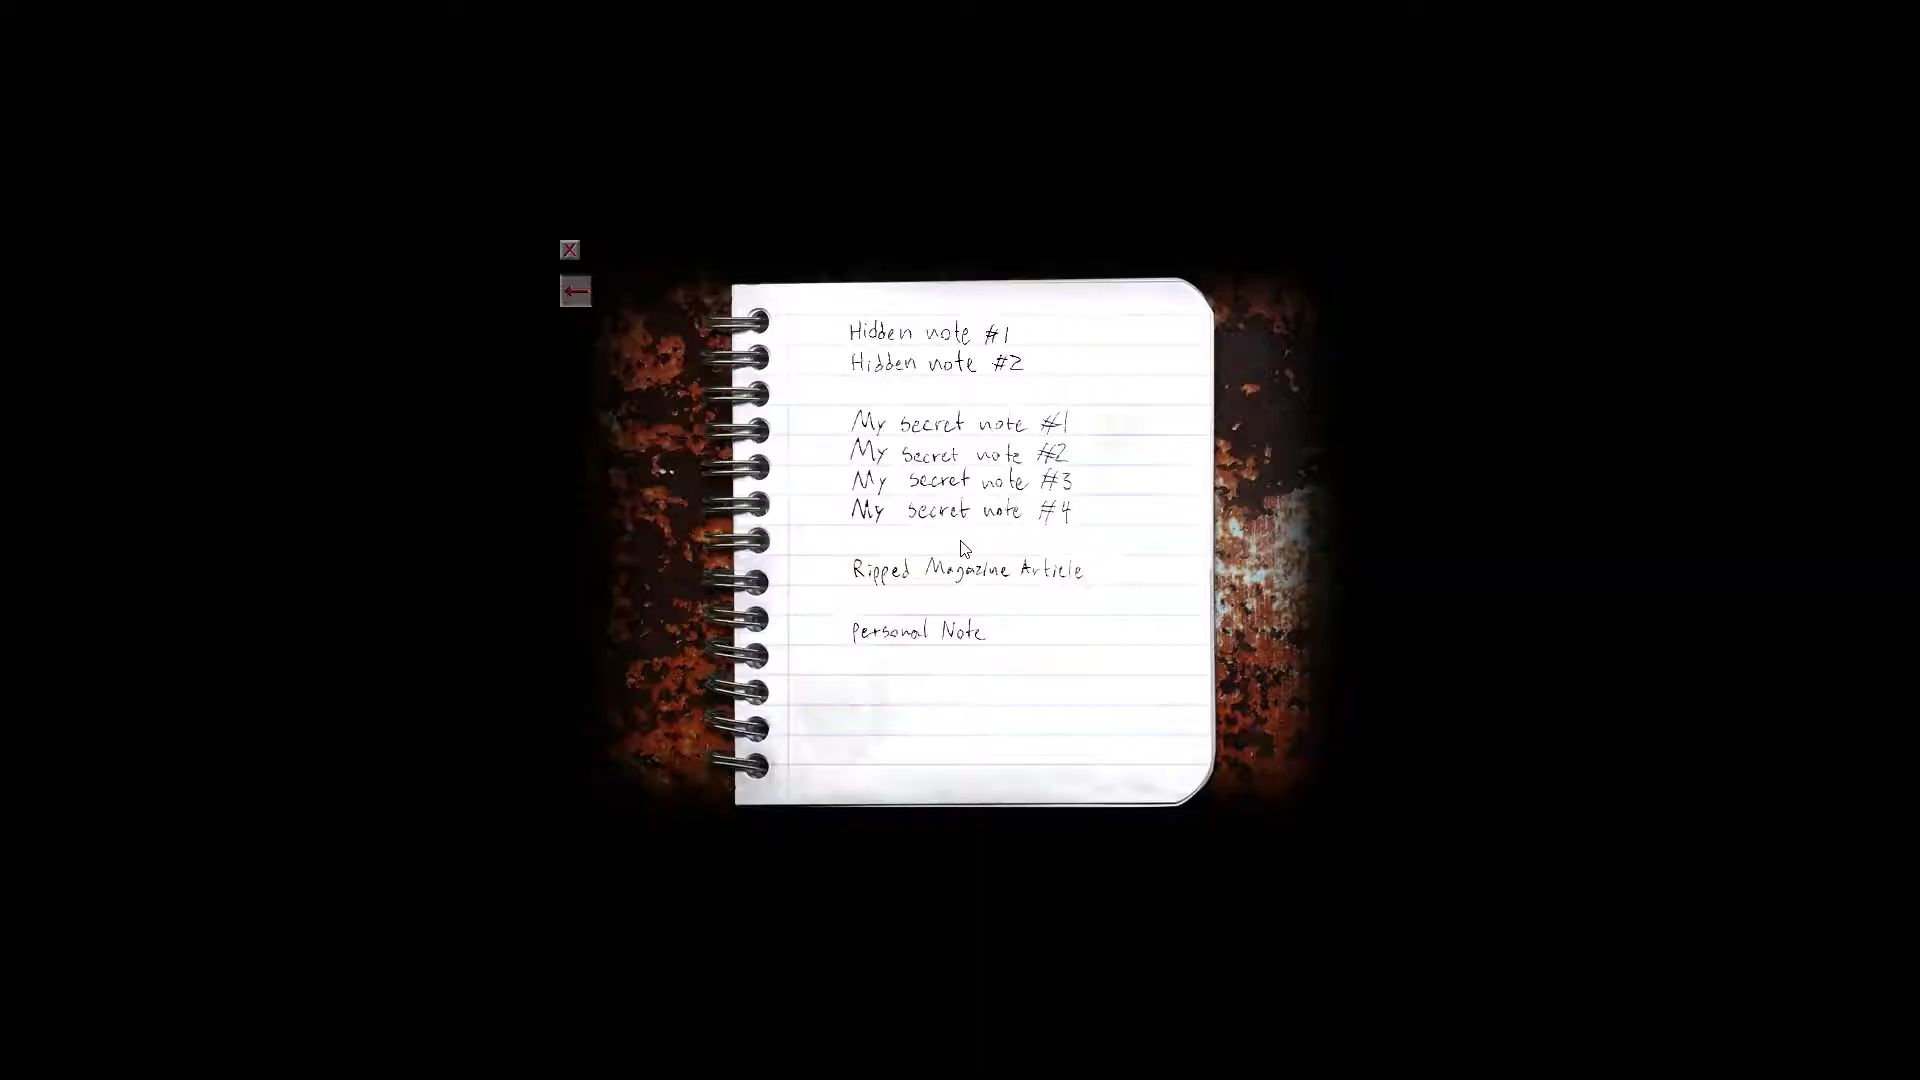 Hidden note #1
Hidden note #2
My secret note #1
My secret note #2
My secret note #3
My secret note #4
Ripped Magazine Article
Personal Note